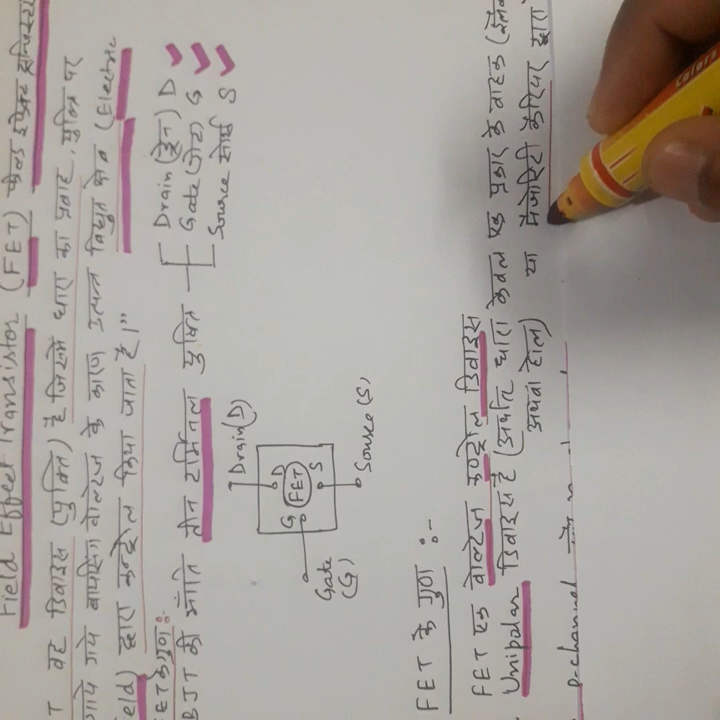 Field Effect Transistor (FET) फील्ड इफेक्ट ट्रान्जिस्टर
T वह डिवाइस (युक्ति) है जिसमें धारा का प्रवाह, युक्ति पर
गाये गये बायसिंग वोल्टेज के कारण उत्पन्न विद्युत क्षेत्र (Electric
field) द्वारा कन्ट्रोल किया जाता है।"
FET के गुण :-
BJT की भाँति तीन टर्मिनल युक्ति
Drain (ड्रेन) D
Gate (गेट) G
Source सोर्स S
Drain(D)
D
G FET S
Gate
(G)
Source(S)
FET के गुण :-
FET एक वोल्टेज कन्ट्रोल डिवाइस
Unipolar डिवाइस है (अर्थात धारा केवल एक प्रकार के वाहक
अथवा होल) या मेजोरिटी कैरियर द्वारा
p-channel